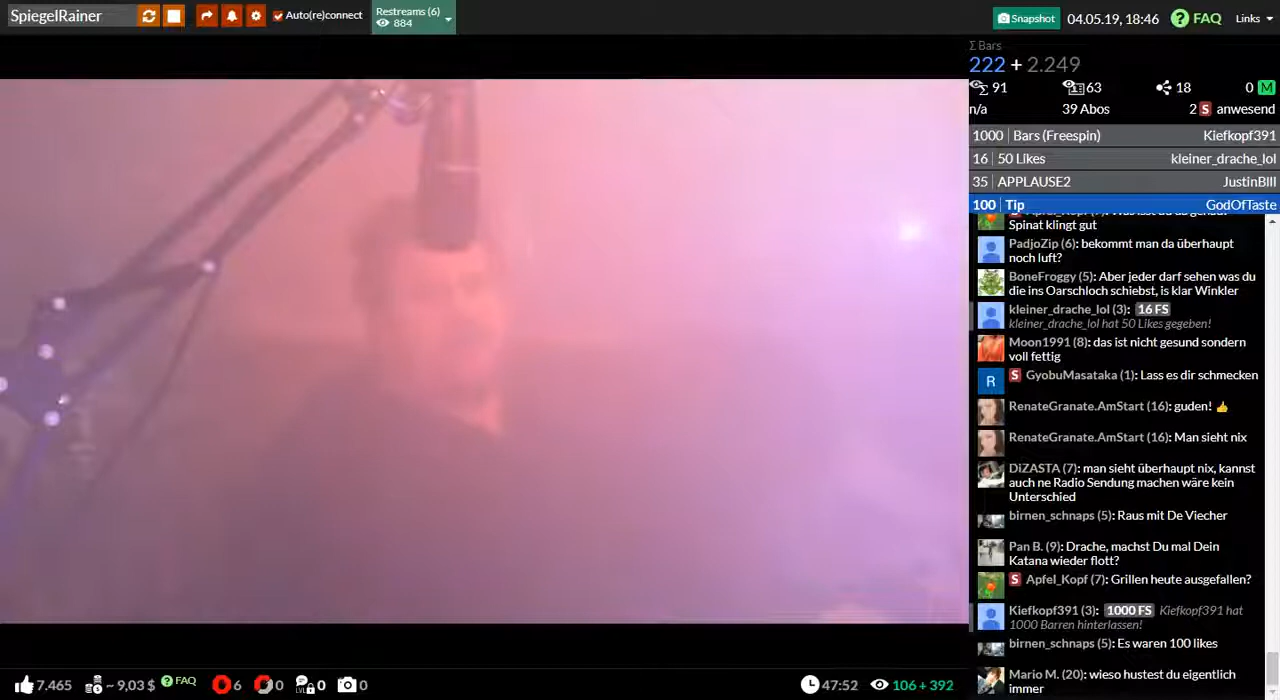 SpiegelRainer
Auto(re)connect
Restreams (6)
884
Snapshot
04.05.19, 18:46
? FAQ
Links
Σ Bars
222 + 2.249
Σ 91
63
18
0 M
n/a
39 Abos
2 S anwesend
1000 | Bars (Freespin) Kiefkopf391
16 | 50 Likes kleiner_drache_lol
35 | APPLAUSE2 JustinBIll
100 | Tip GodOfTaste
Spinat klingt gut
PadjoZip (6): bekommt man da überhaupt
noch luft?
BoneFroggy (5): Aber jeder darf sehen was du
die ins Oarschloch schiebst, is klar Winkler
kleiner_drache_lol (3): 16 FS
kleiner_drache_lol hat 50 Likes gegeben!
Moon1991 (8): das ist nicht gesund sondern
voll fettig
R
S GyobuMasataka (1): Lass es dir schmecken
RenateGranate.AmStart (16): guden! 👍
RenateGranate.AmStart (16): Man sieht nix
DiZASTA (7): man sieht überhaupt nix, kannst
auch ne Radio Sendung machen wäre kein
Unterschied
birnen_schnaps (5): Raus mit De Viecher
Pan B. (9): Drache, machst Du mal Dein
Katana wieder flott?
S Apfel_Kopf (7): Grillen heute ausgefallen?
Kiefkopf391 (3): 1000 FS Kiefkopf391 hat
1000 Barren hinterlassen!
birnen_schnaps (5): Es waren 100 likes
Mario M. (20): wieso hustest du eigentlich
immer
7.465
~ 9,03 $
? FAQ
6
0
LVL
0
0
47:52
106 + 392